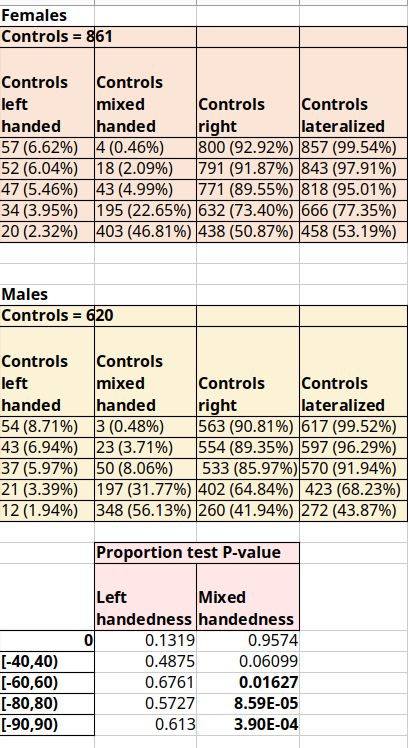 Females
Controls = 861
Controls left handed Controls mixed handed Controls right Controls lateralized
57 (6.62%) 4 (0.46%) 800 (92.92%) 857 (99.54%)
52 (6.04%) 18 (2.09%) 791 (91.87%) 843 (97.91%)
47 (5.46%) 43 (4.99%) 771 (89.55%) 818 (95.01%)
34 (3.95%) 195 (22.65%) 632 (73.40%) 666 (77.35%)
20 (2.32%) 403 (46.81%) 438 (50.87%) 458 (53.19%)
Males
Controls = 620
Controls left handed Controls mixed handed Controls right Controls lateralized
54 (8.71%) 3 (0.48%) 563 (90.81%) 617 (99.52%)
43 (6.94%) 23 (3.71%) 554 (89.35%) 597 (96.29%)
37 (5.97%) 50 (8.06%) 533 (85.97%) 570 (91.94%)
21 (3.39%) 197 (31.77%) 402 (64.84%) 423 (68.23%)
12 (1.94%) 348 (56.13%) 260 (41.94%) 272 (43.87%)
Proportion test P-value
Left handedness Mixed handedness
0 0.1319 0.9574
[-40,40) 0.4875 0.06099
[-60,60) 0.6761 0.01627
[-80,80) 0.5727 8.59E-05
[-90,90) 0.613 3.90E-04